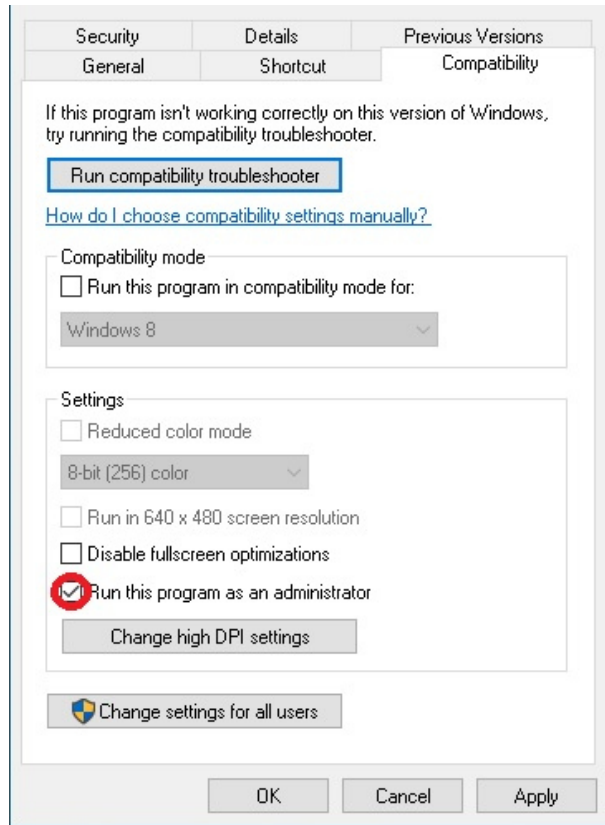 Security Details Previous Versions
General Shortcut Compatibility
If this program isn't working correctly on this version of Windows,
try running the compatibility troubleshooter.
Run compatibility troubleshooter
How do I choose compatibility settings manually?
Compatibility mode
Run this program in compatibility mode for:
Windows 8
Settings
Reduced color mode
8-bit (256) color
Run in 640 x 480 screen resolution
Disable fullscreen optimizations
Run this program as an administrator
Change high DPI settings
Change settings for all users
OK Cancel Apply